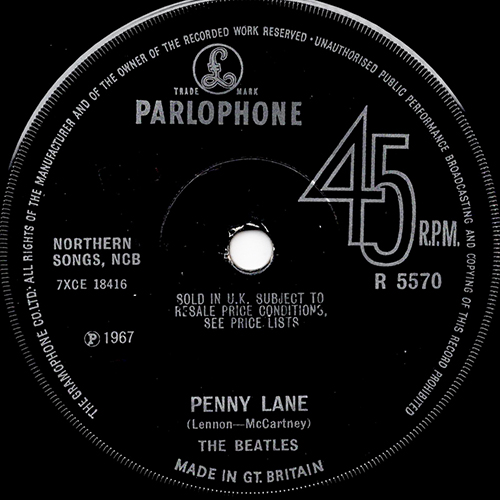 THE GRAMOPHONE CO LTD. ALL RIGHTS OF THE MANUFACTURER AND OF THE OWNER OF THE RECORDED WORK RESERVED · UNAUTHORISED PUBLIC PERFORMANCE BROADCASTING AND COPYING OF THIS RECORD PROHIBITED
£
TRADE MARK
PARLOPHONE
45
R.P.M.
NORTHERN
SONGS, NCB
7XCE 18416
R 5570
SOLD IN U.K. SUBJECT TO
RESALE PRICE CONDITIONS,
SEE PRICE LISTS
℗ 1967
PENNY LANE
(Lennon—McCartney)
THE BEATLES
MADE IN GT. BRITAIN